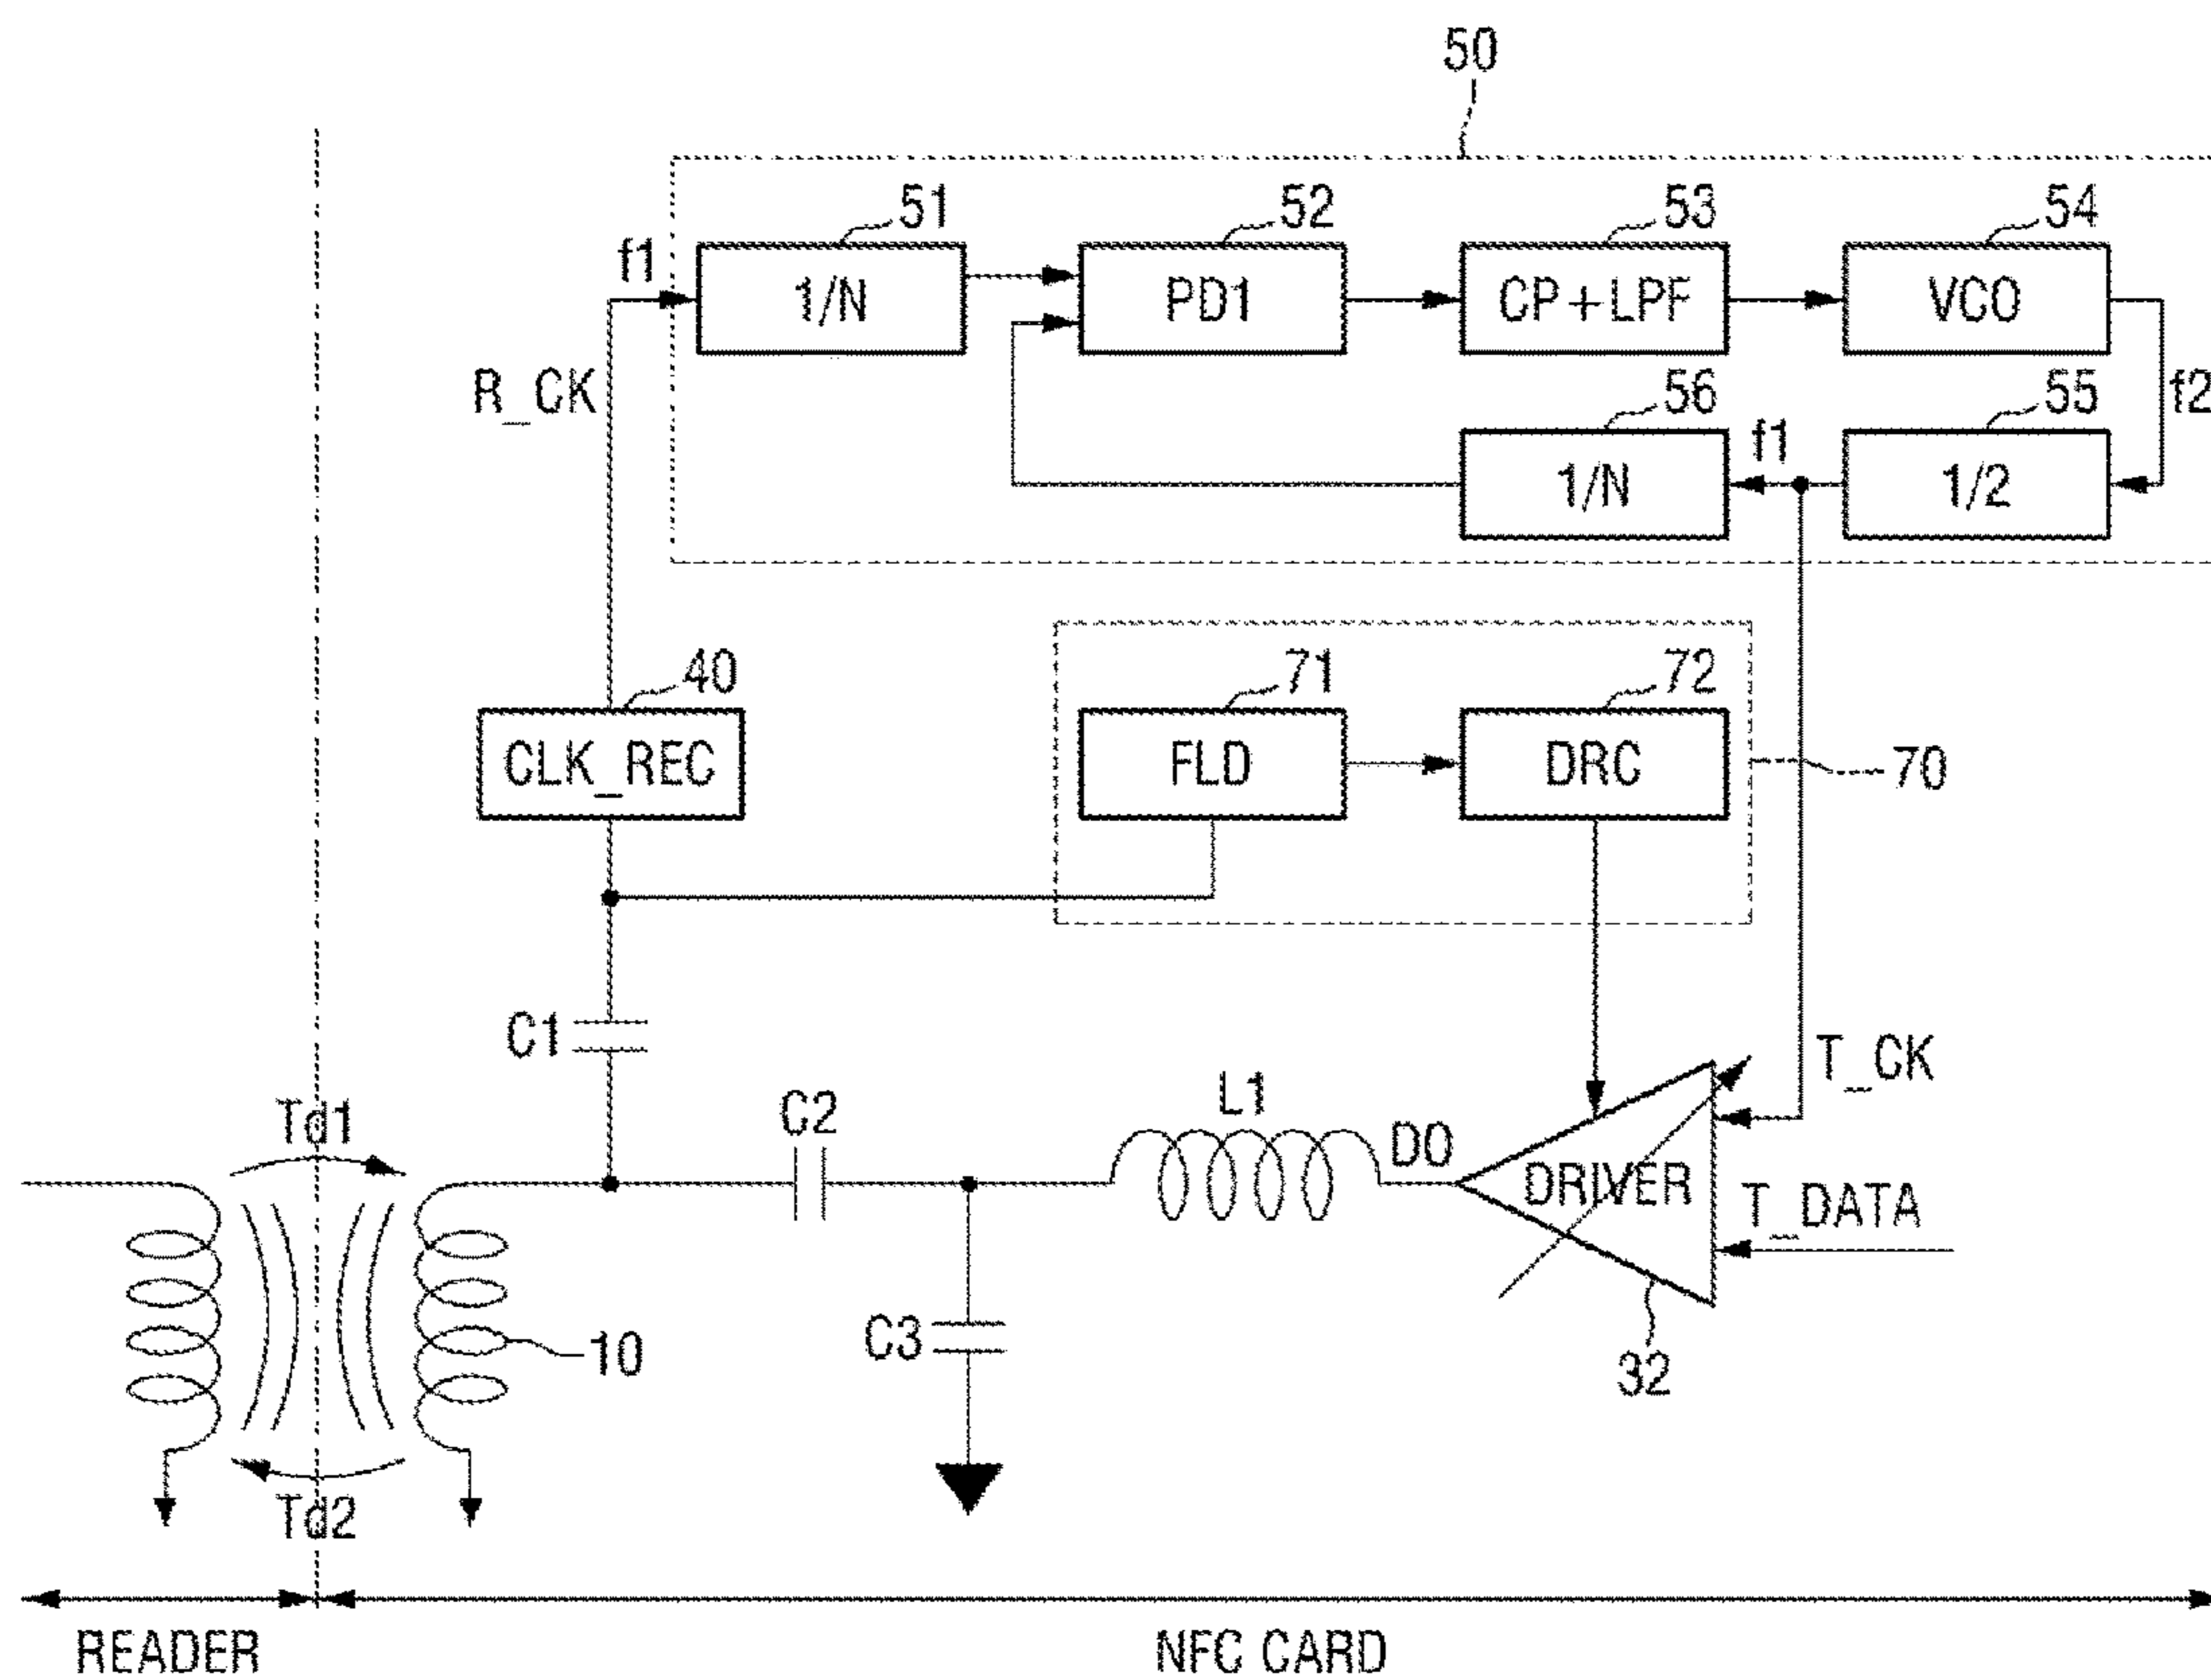 50
51
52
53
54
f1
1/N
PD1
CP+LPF
VCO
R_CK
56
55
f2
f1
1/N
1/2
40
71
72
CLK_REC
FLD
DRC
70
C1
T_CK
Td1
C2
L1
DO
DRIVER
T_DATA
10
C3
32
Td2
READER
NFC CARD